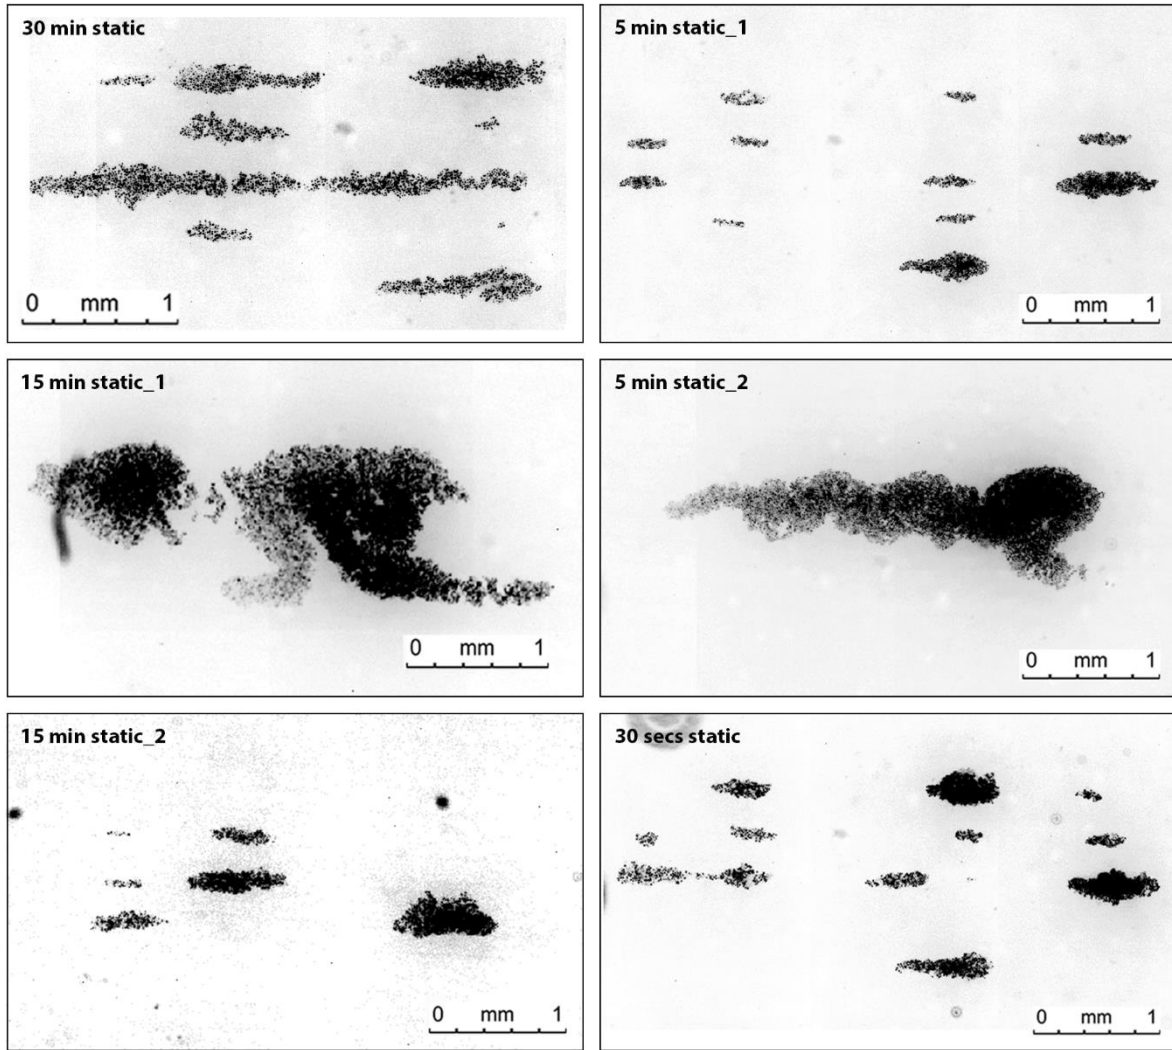 30 min static
0 mm 1
5 min static_1
0 mm 1
15 min static_1
0 mm 1
5 min static_2
0 mm 1
15 min static_2
0 mm 1
30 secs static
0 mm 1